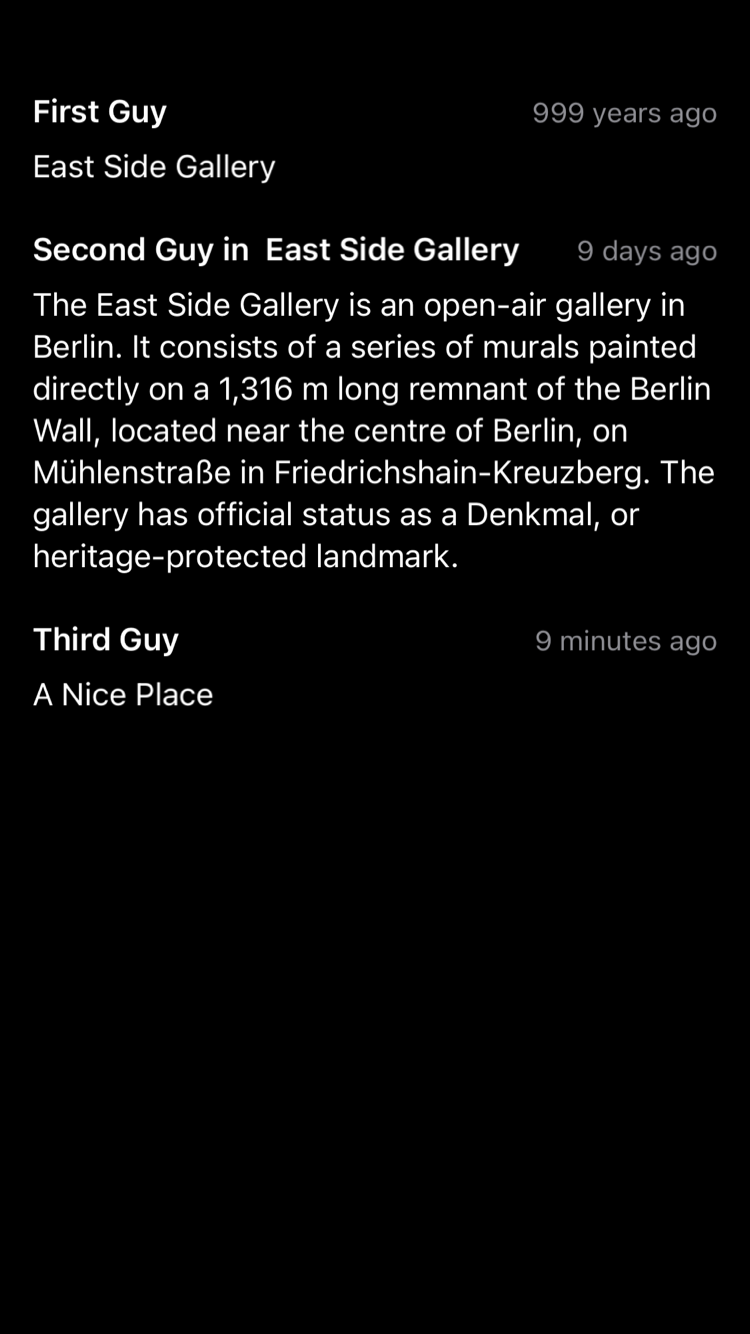 First Guy 999 years ago
East Side Gallery
Second Guy in  East Side Gallery 9 days ago
The East Side Gallery is an open-air gallery in
Berlin. It consists of a series of murals painted
directly on a 1,316 m long remnant of the Berlin
Wall, located near the centre of Berlin, on
Mühlenstraße in Friedrichshain-Kreuzberg. The
gallery has official status as a Denkmal, or
heritage-protected landmark.
Third Guy 9 minutes ago
A Nice Place